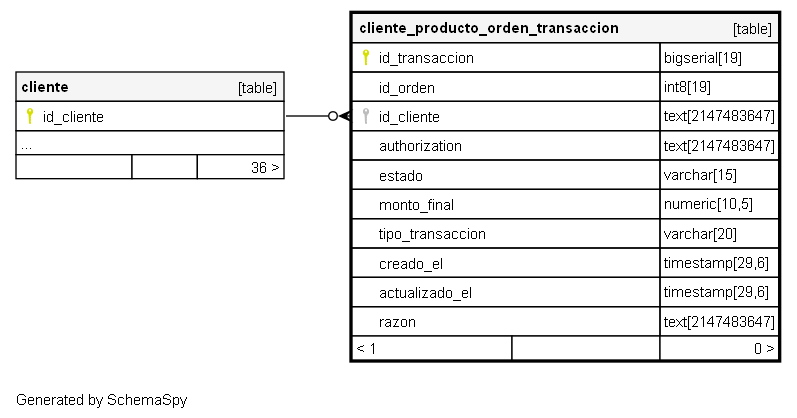 cliente [table]
id_cliente
...
36 >
cliente_producto_orden_transaccion [table]
id_transaccion bigserial[19]
id_orden int8[19]
id_cliente text[2147483647]
authorization text[2147483647]
estado varchar[15]
monto_final numeric[10,5]
tipo_transaccion varchar[20]
creado_el timestamp[29,6]
actualizado_el timestamp[29,6]
razon text[2147483647]
< 1 0 >
Generated by SchemaSpy